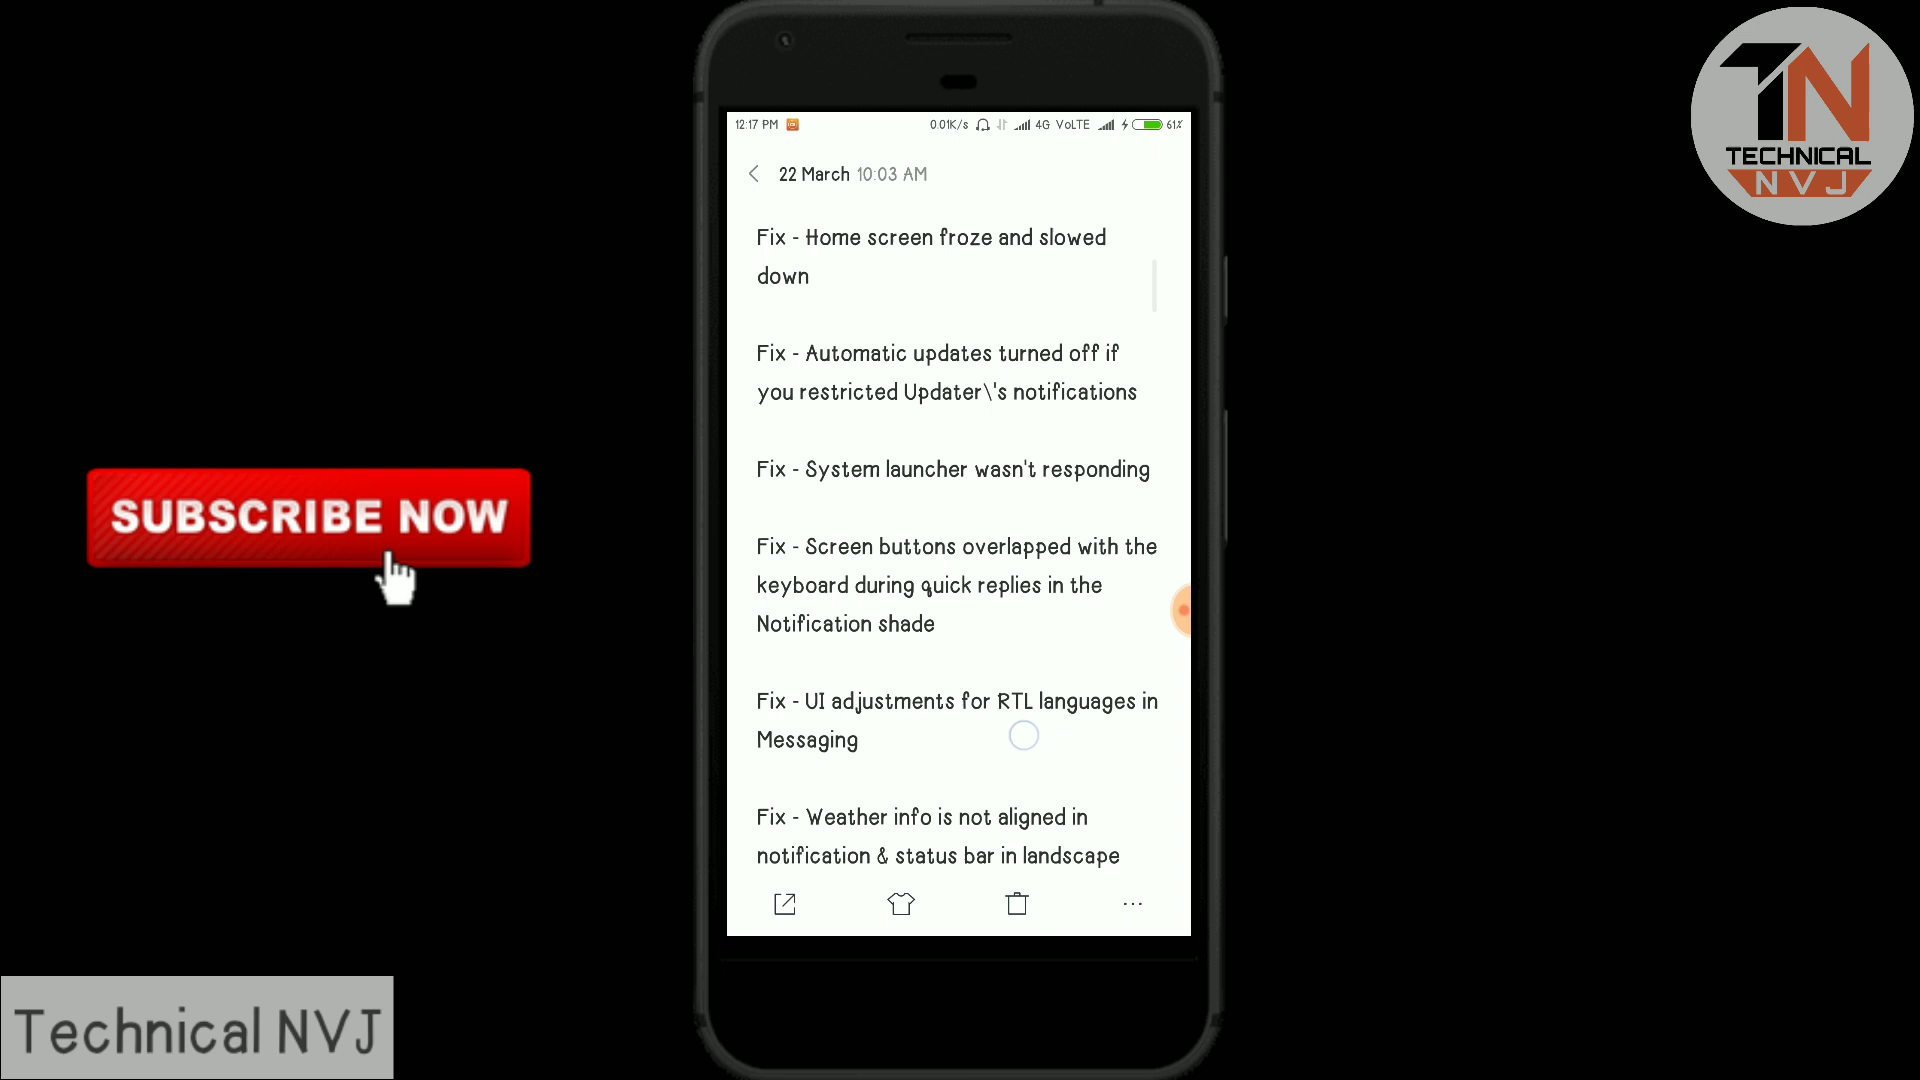 12:17 PM
0.01K/s 4G VoLTE 61%
22 March 10:03 AM
Fix - Home screen froze and slowed
down
Fix - Automatic updates turned off if
you restricted Updater\'s notifications
Fix - System launcher wasn't responding
Fix - Screen buttons overlapped with the
keyboard during quick replies in the
Notification shade
Fix - UI adjustments for RTL languages in
Messaging
Fix - Weather info is not aligned in
notification & status bar in landscape
SUBSCRIBE NOW
TN
TECHNICAL
NVJ
Technical NVJ